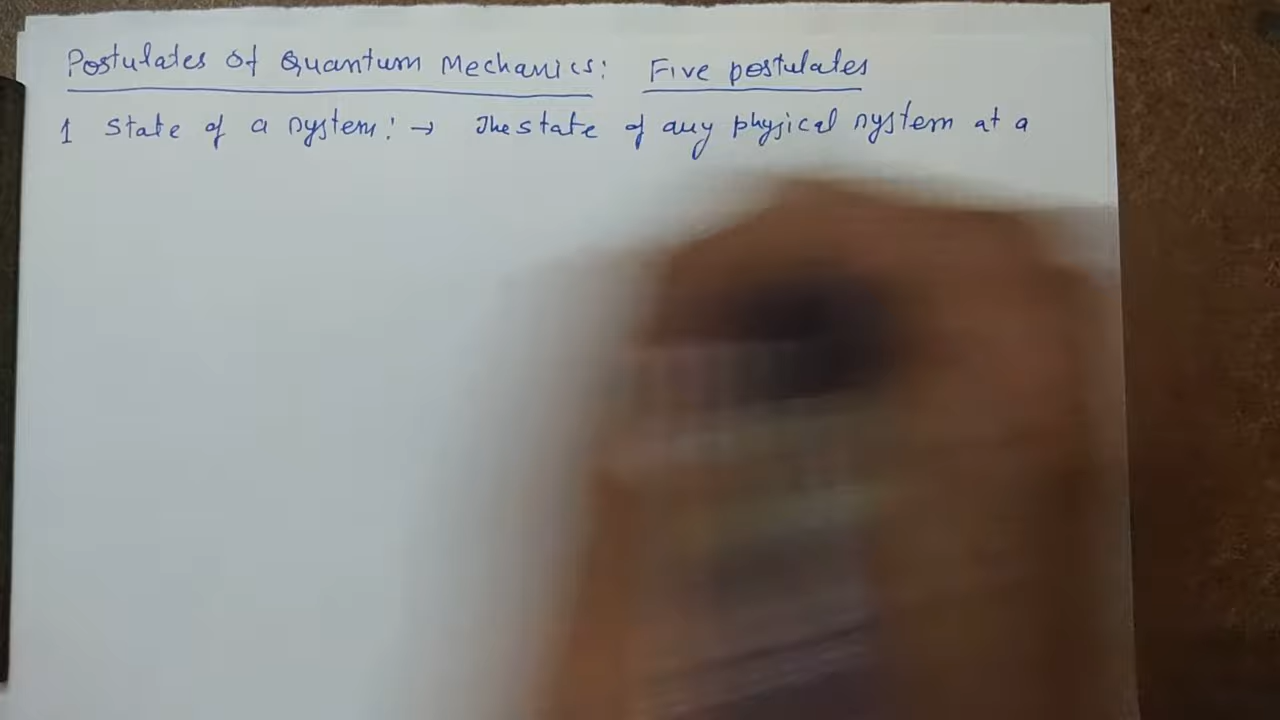 Postulates of Quantum Mechanics: Five postulates
1 State of a system: → The state of any physical system at a